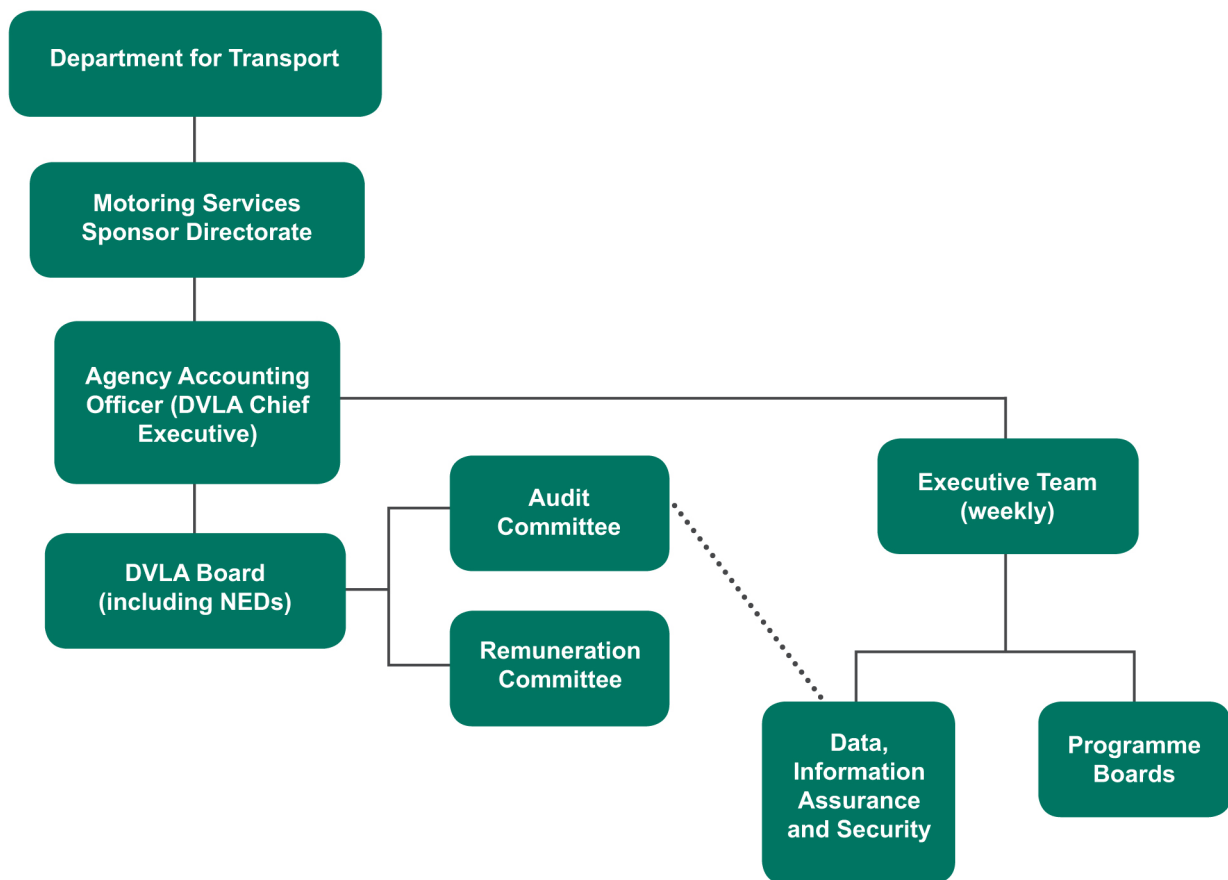 Department for Transport
Motoring Services
Sponsor Directorate
Agency Accounting
Officer (DVLA Chief
Executive)
DVLA Board
(including NEDs)
Audit
Committee
Remuneration
Committee
Executive Team
(weekly)
Data,
Information
Assurance
and Security
Programme
Boards